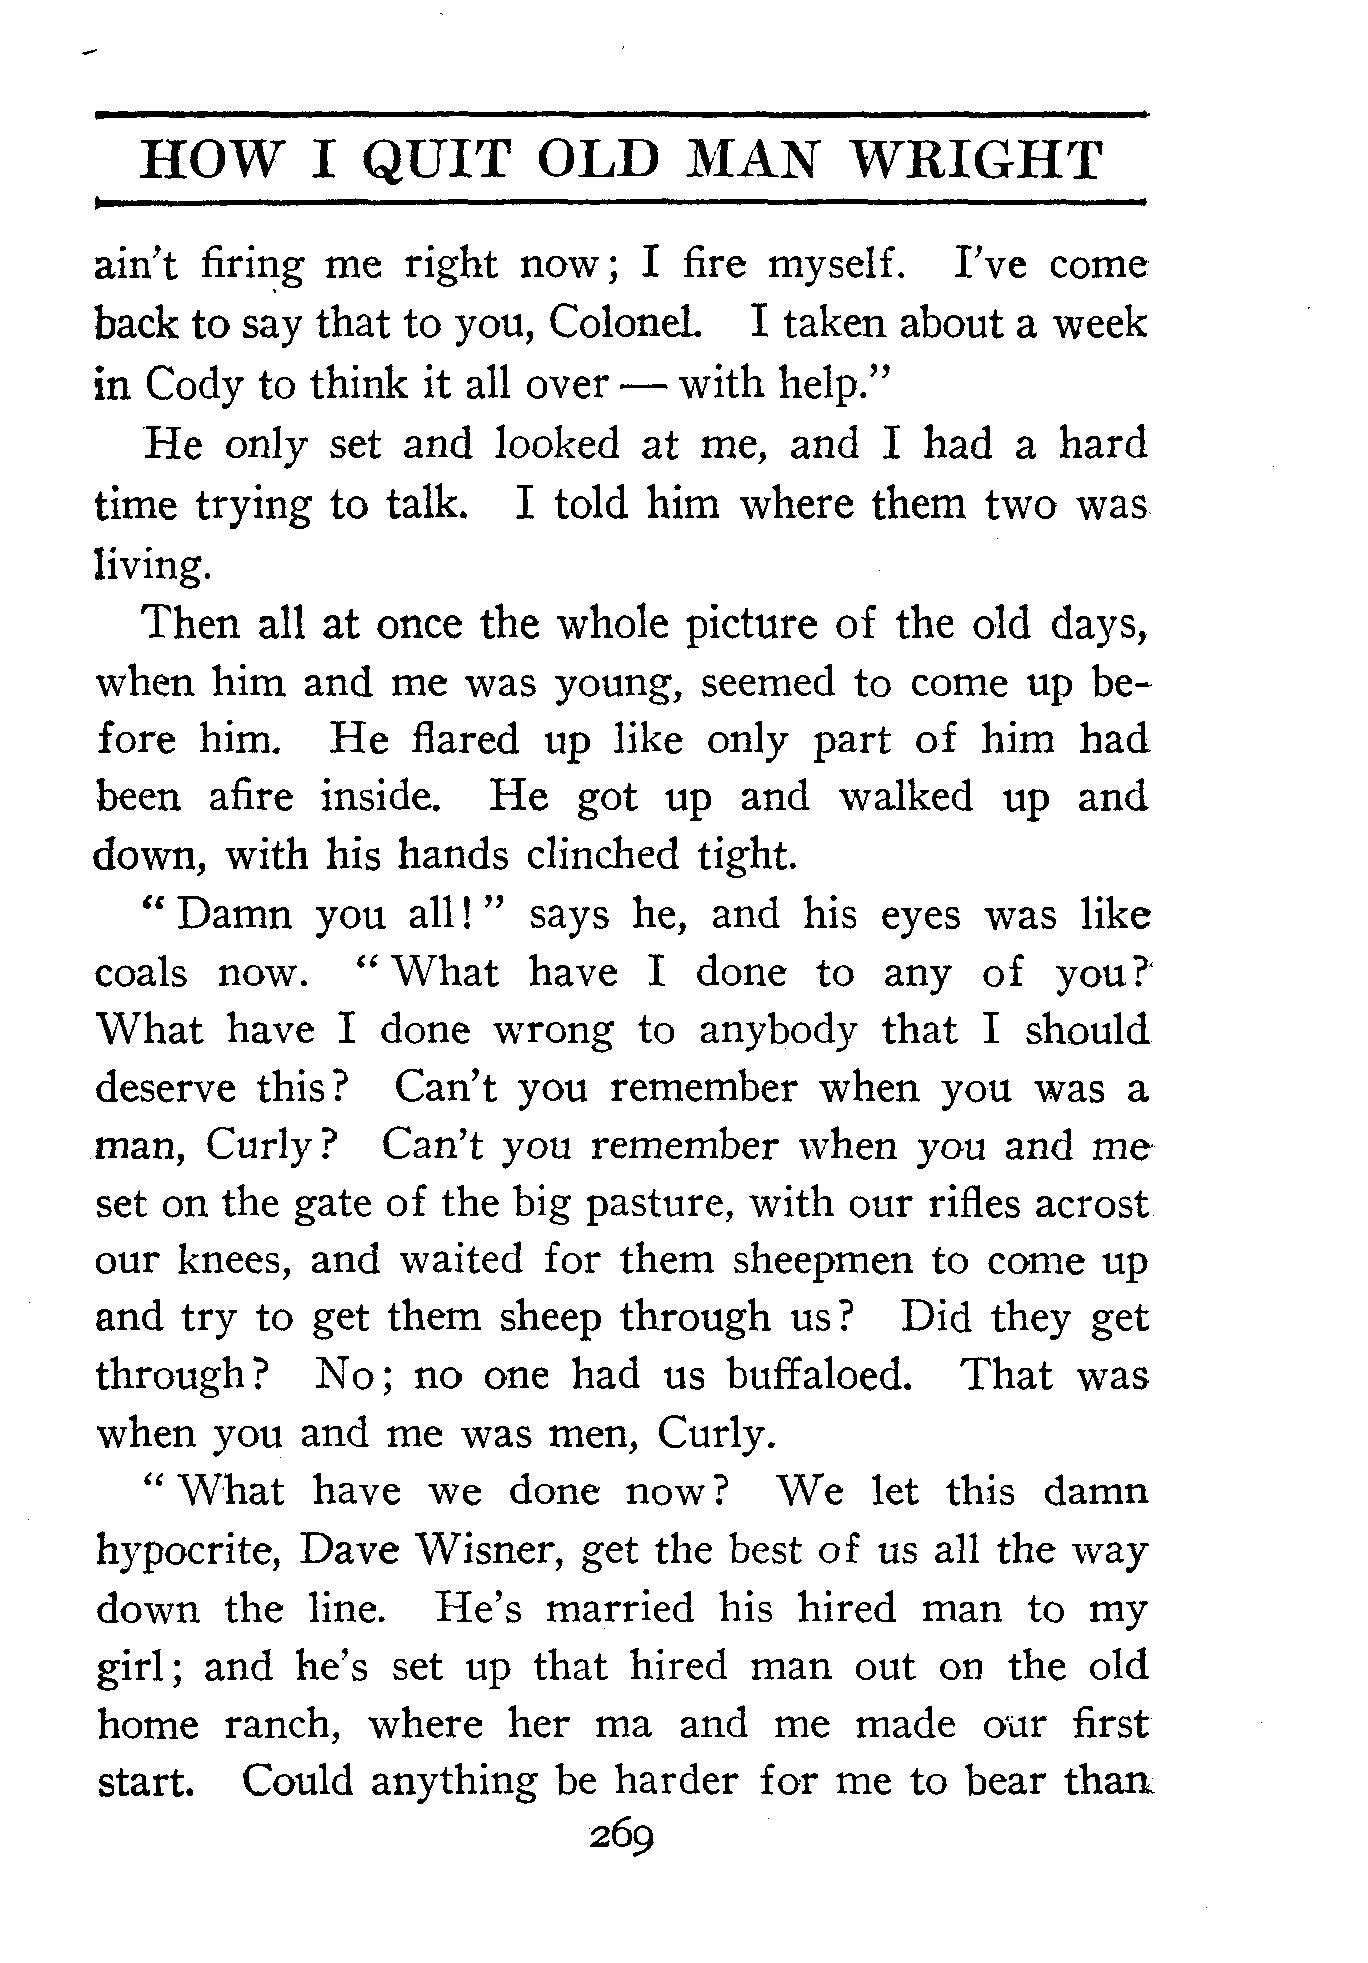 HOW I QUIT OLD MAN WRIGHT
ain't firing me right now; I fire myself. I've come
back to say that to you, Colonel. I taken about a week
in Cody to think it all over — with help."
He only set and looked at me, and I had a hard
time trying to talk. I told him where them two was
living.
Then all at once the whole picture of the old days,
when him and me was young, seemed to come up be-
fore him. He flared up like only part of him had
been afire inside. He got up and walked up and
down, with his hands clinched tight.
"Damn you all!" says he, and his eyes was like
coals now. "What have I done to any of you?
What have I done wrong to anybody that I should
deserve this? Can't you remember when you was a
man, Curly? Can't you remember when you and me
set on the gate of the big pasture, with our rifles acrost
our knees, and waited for them sheepmen to come up
and try to get them sheep through us? Did they get
through? No; no one had us buffaloed. That was
when you and me was men, Curly.
"What have we done now? We let this damn
hypocrite, Dave Wisner, get the best of us all the way
down the line. He's married his hired man to my
girl; and he's set up that hired man out on the old
home ranch, where her ma and me made our first
start. Could anything be harder for me to bear than
269